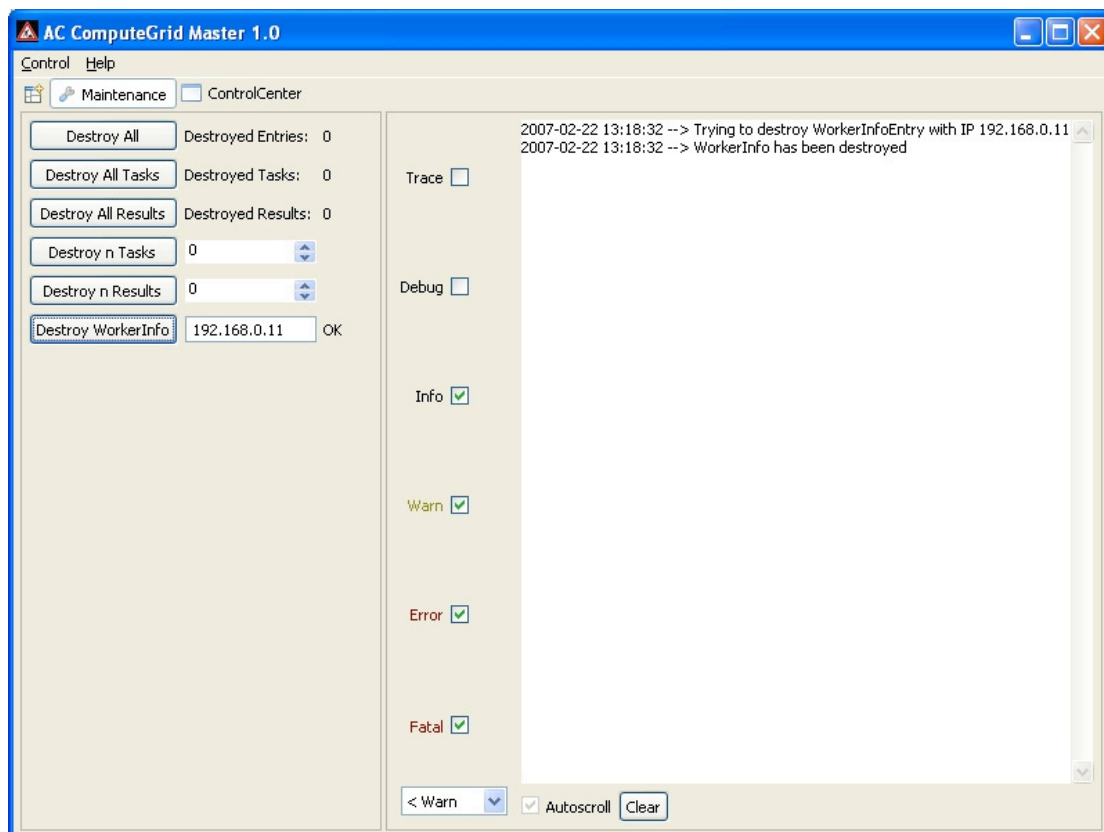 AC ComputeGrid Master 1.0
Control Help
Maintenance ControlCenter
Destroy All Destroyed Entries: 0
Destroy All Tasks Destroyed Tasks: 0
Destroy All Results Destroyed Results: 0
Destroy n Tasks 0
Destroy n Results 0
Destroy WorkerInfo 192.168.0.11 OK
Trace
Debug
Info
Warn
Error
Fatal
< Warn
2007-02-22 13:18:32 --> Trying to destroy WorkerInfoEntry with IP 192.168.0.11
2007-02-22 13:18:32 --> WorkerInfo has been destroyed
Autoscroll Clear